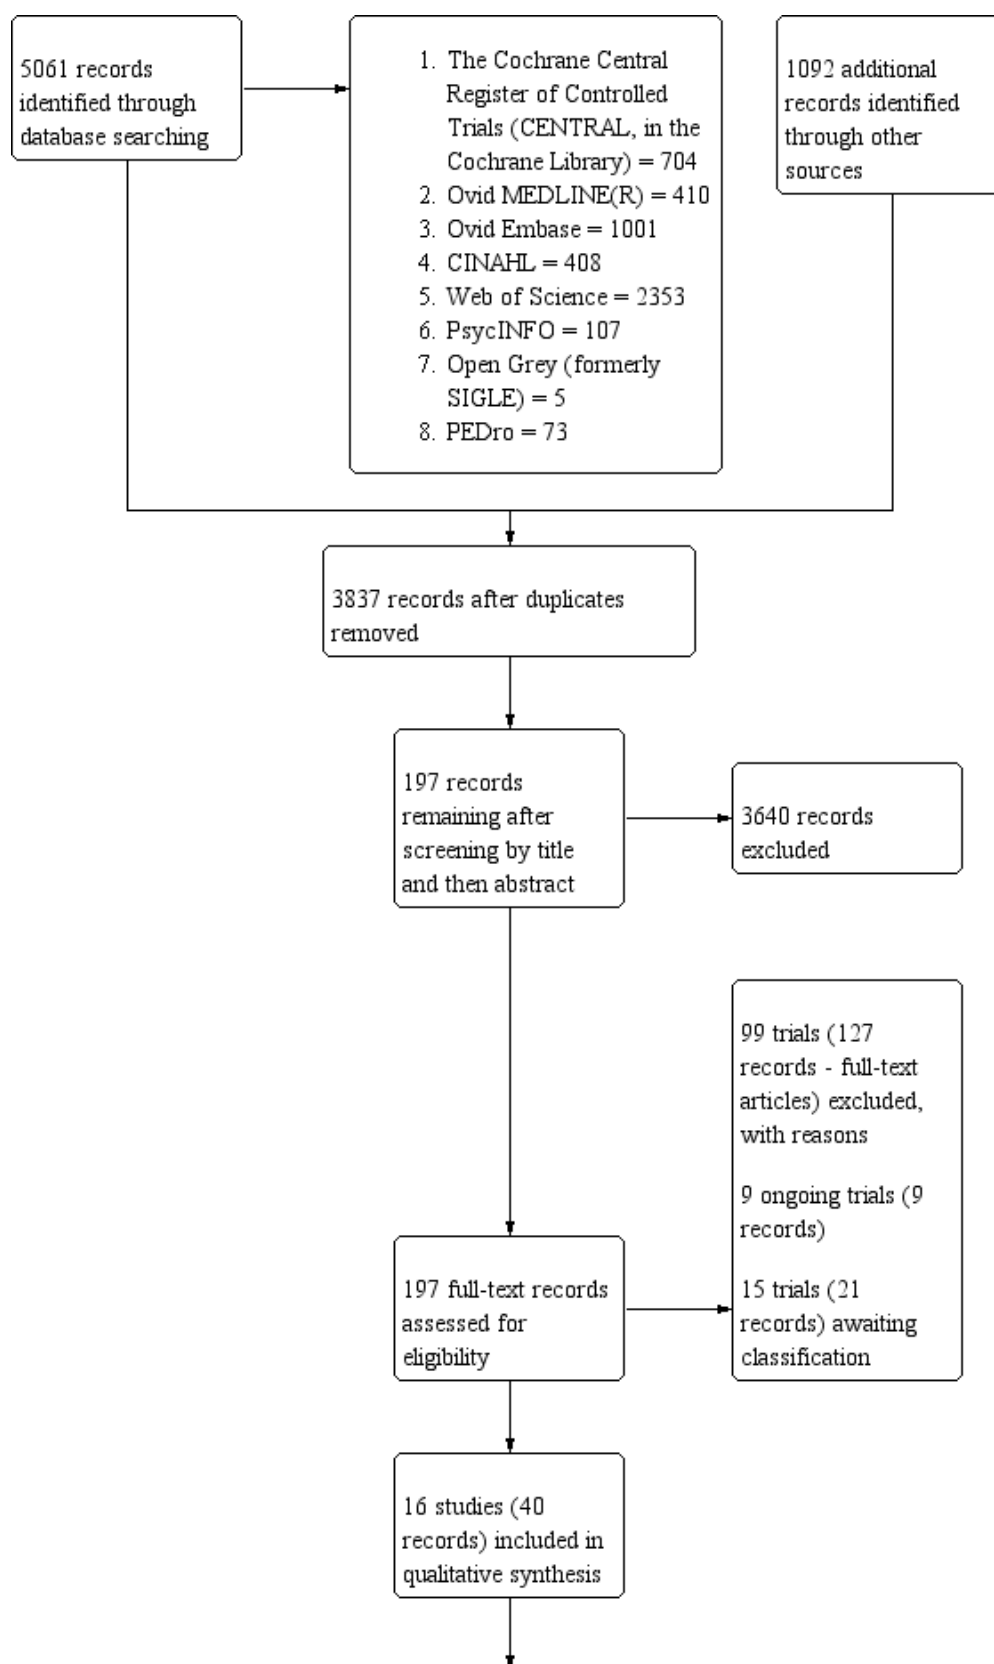 5061 records
identified through
database searching
1. The Cochrane Central
Register of Controlled
Trials (CENTRAL, in the
Cochrane Library) = 704
2. Ovid MEDLINE(R) = 410
3. Ovid Embase = 1001
4. CINAHL = 408
5. Web of Science = 2353
6. PsycINFO = 107
7. Open Grey (formerly
SIGLE) = 5
8. PEDro = 73
1092 additional
records identified
through other
sources
3837 records after duplicates
removed
197 records
remaining after
screening by title
and then abstract
3640 records
excluded
99 trials (127
records - full-text
articles) excluded,
with reasons
9 ongoing trials (9
records)
15 trials (21
records) awaiting
classification
197 full-text records
assessed for
eligibility
16 studies (40
records) included in
qualitative synthesis